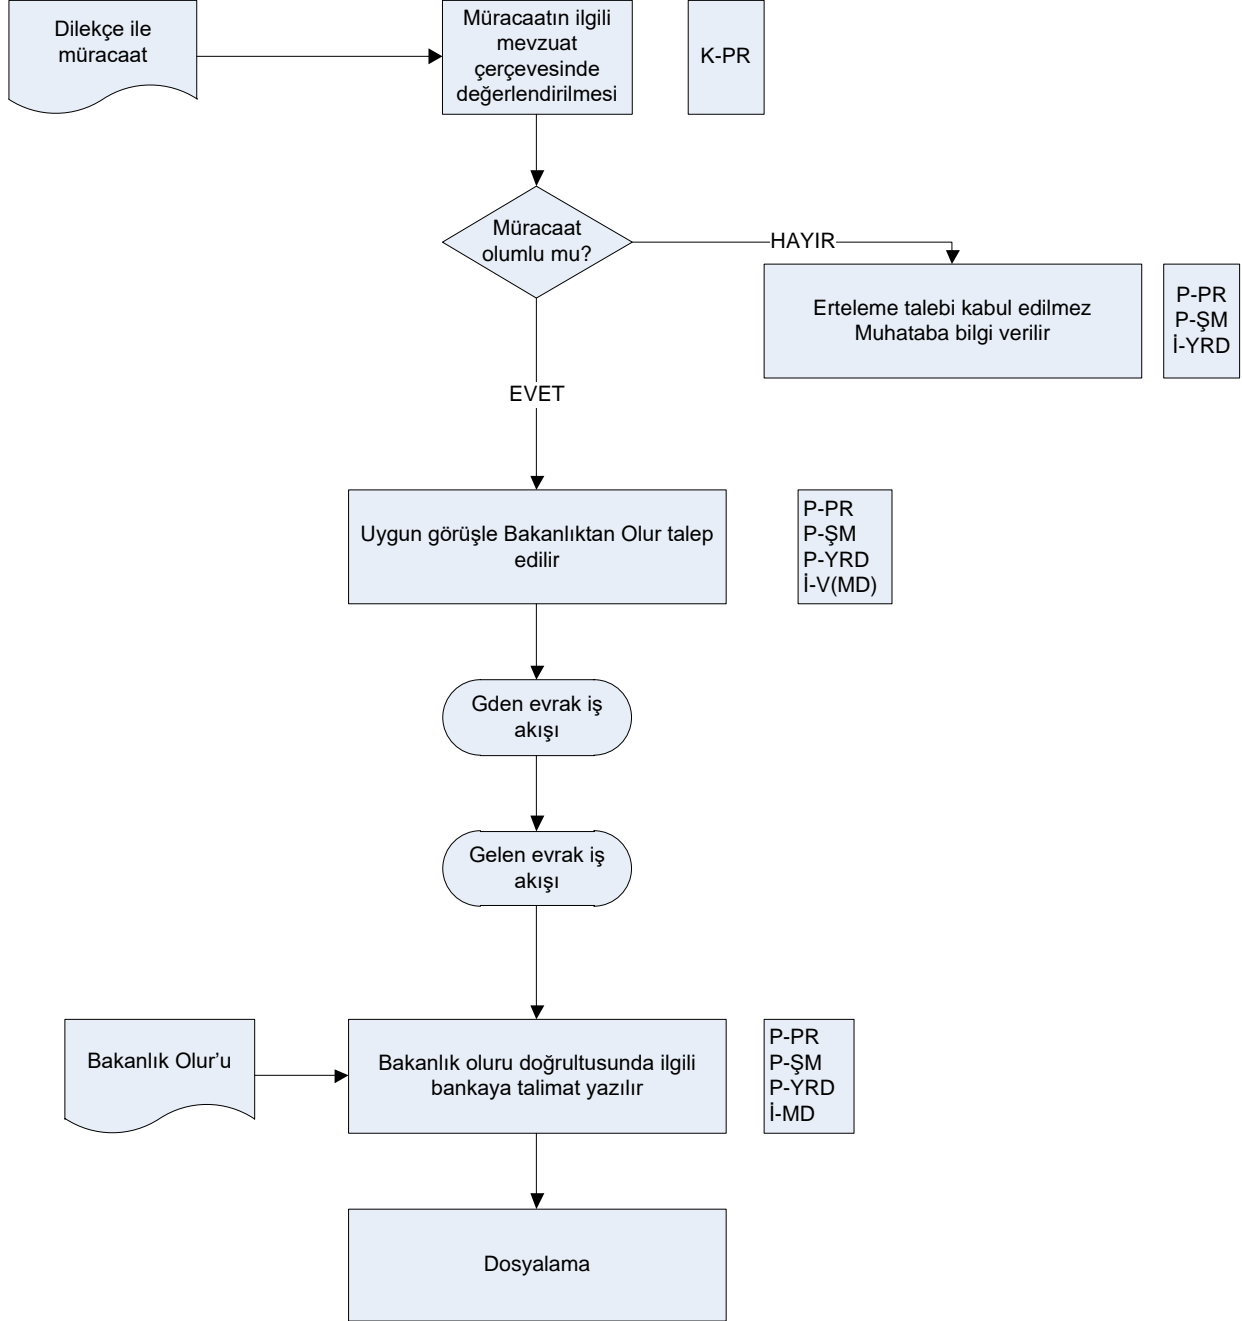 Dilekçe ile
müracaat
Müracaatın ilgili
mevzuat
çerçevesinde
değerlendirilmesi
K-PR
Müracaat
olumlu mu?
HAYIR
Erteleme talebi kabul edilmez
Muhataba bilgi verilir
P-PR
P-ŞM
İ-YRD
EVET
Uygun görüşle Bakanlıktan Olur talep
edilir
P-PR
P-ŞM
P-YRD
İ-V(MD)
Gden evrak iş
akışı
Gelen evrak iş
akışı
Bakanlık Olur’u
Bakanlık oluru doğrultusunda ilgili
bankaya talimat yazılır
P-PR
P-ŞM
P-YRD
İ-MD
Dosyalama